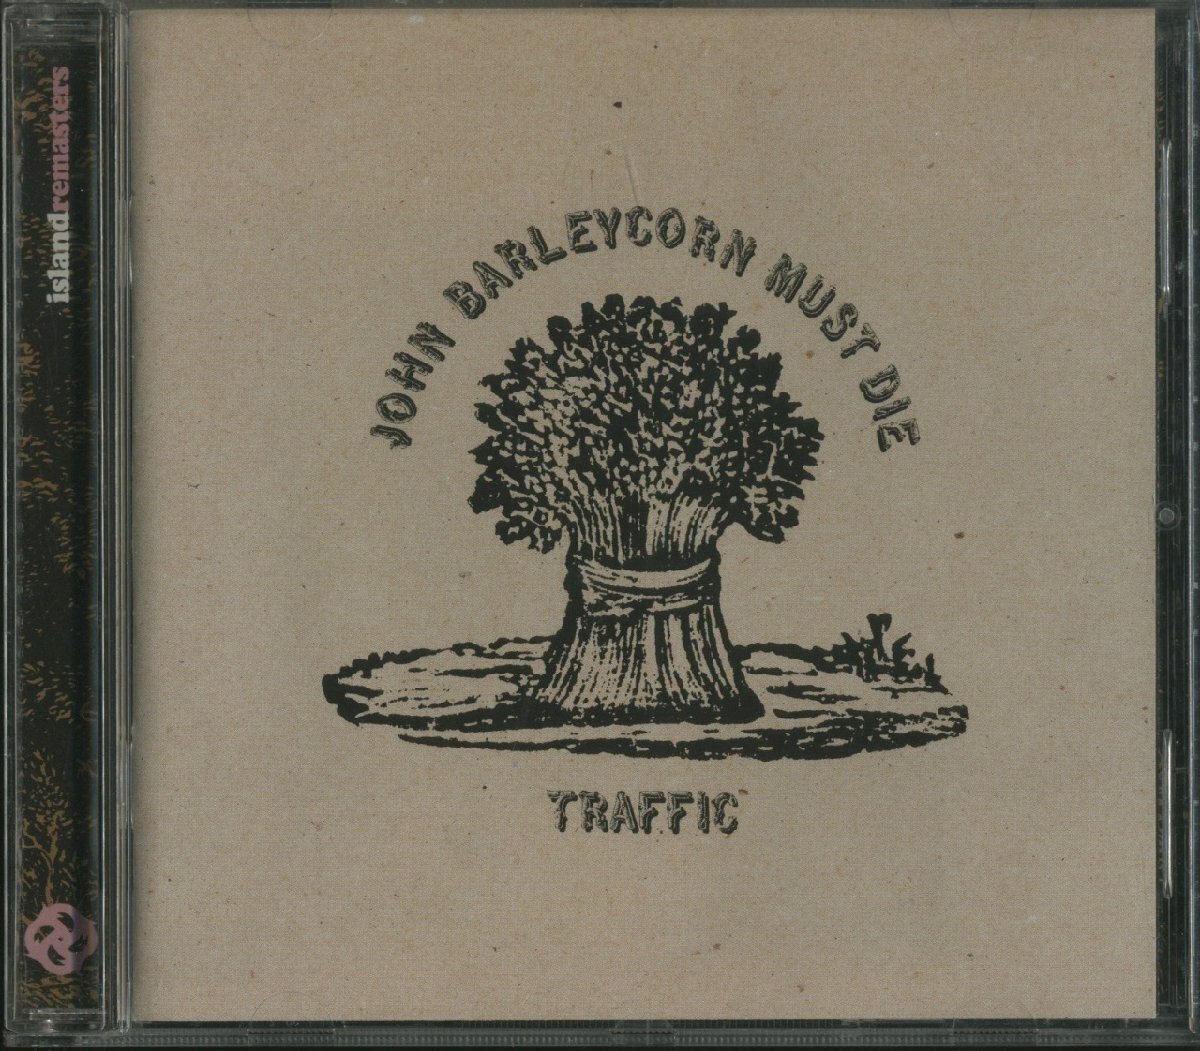 islandremasters
JOHN BARLEYCORN MUST DIE
TRAFFIC